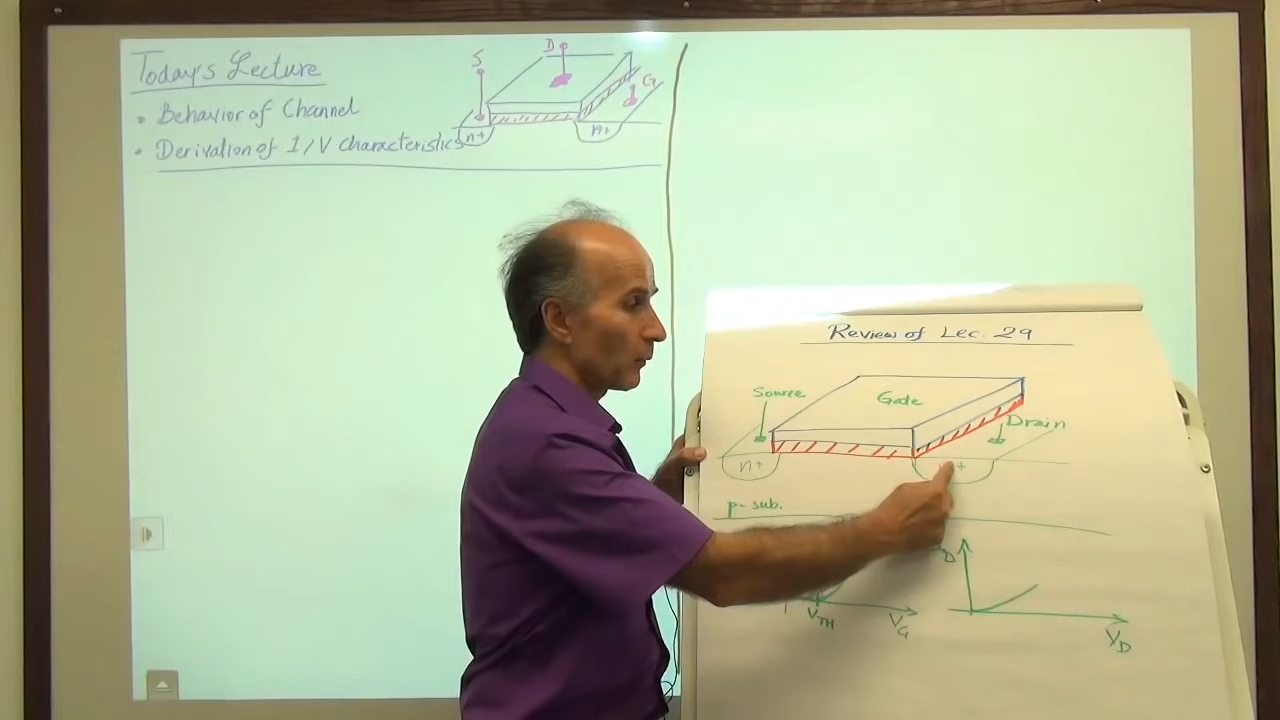 Today's Lecture
• Behavior of Channel
• Derivation of I/V Characteristics
S
D
G
n+
n+
Review of Lec. 29
Source
Gate
Drain
n+
+
p-sub.
VTH
VG
D
VD